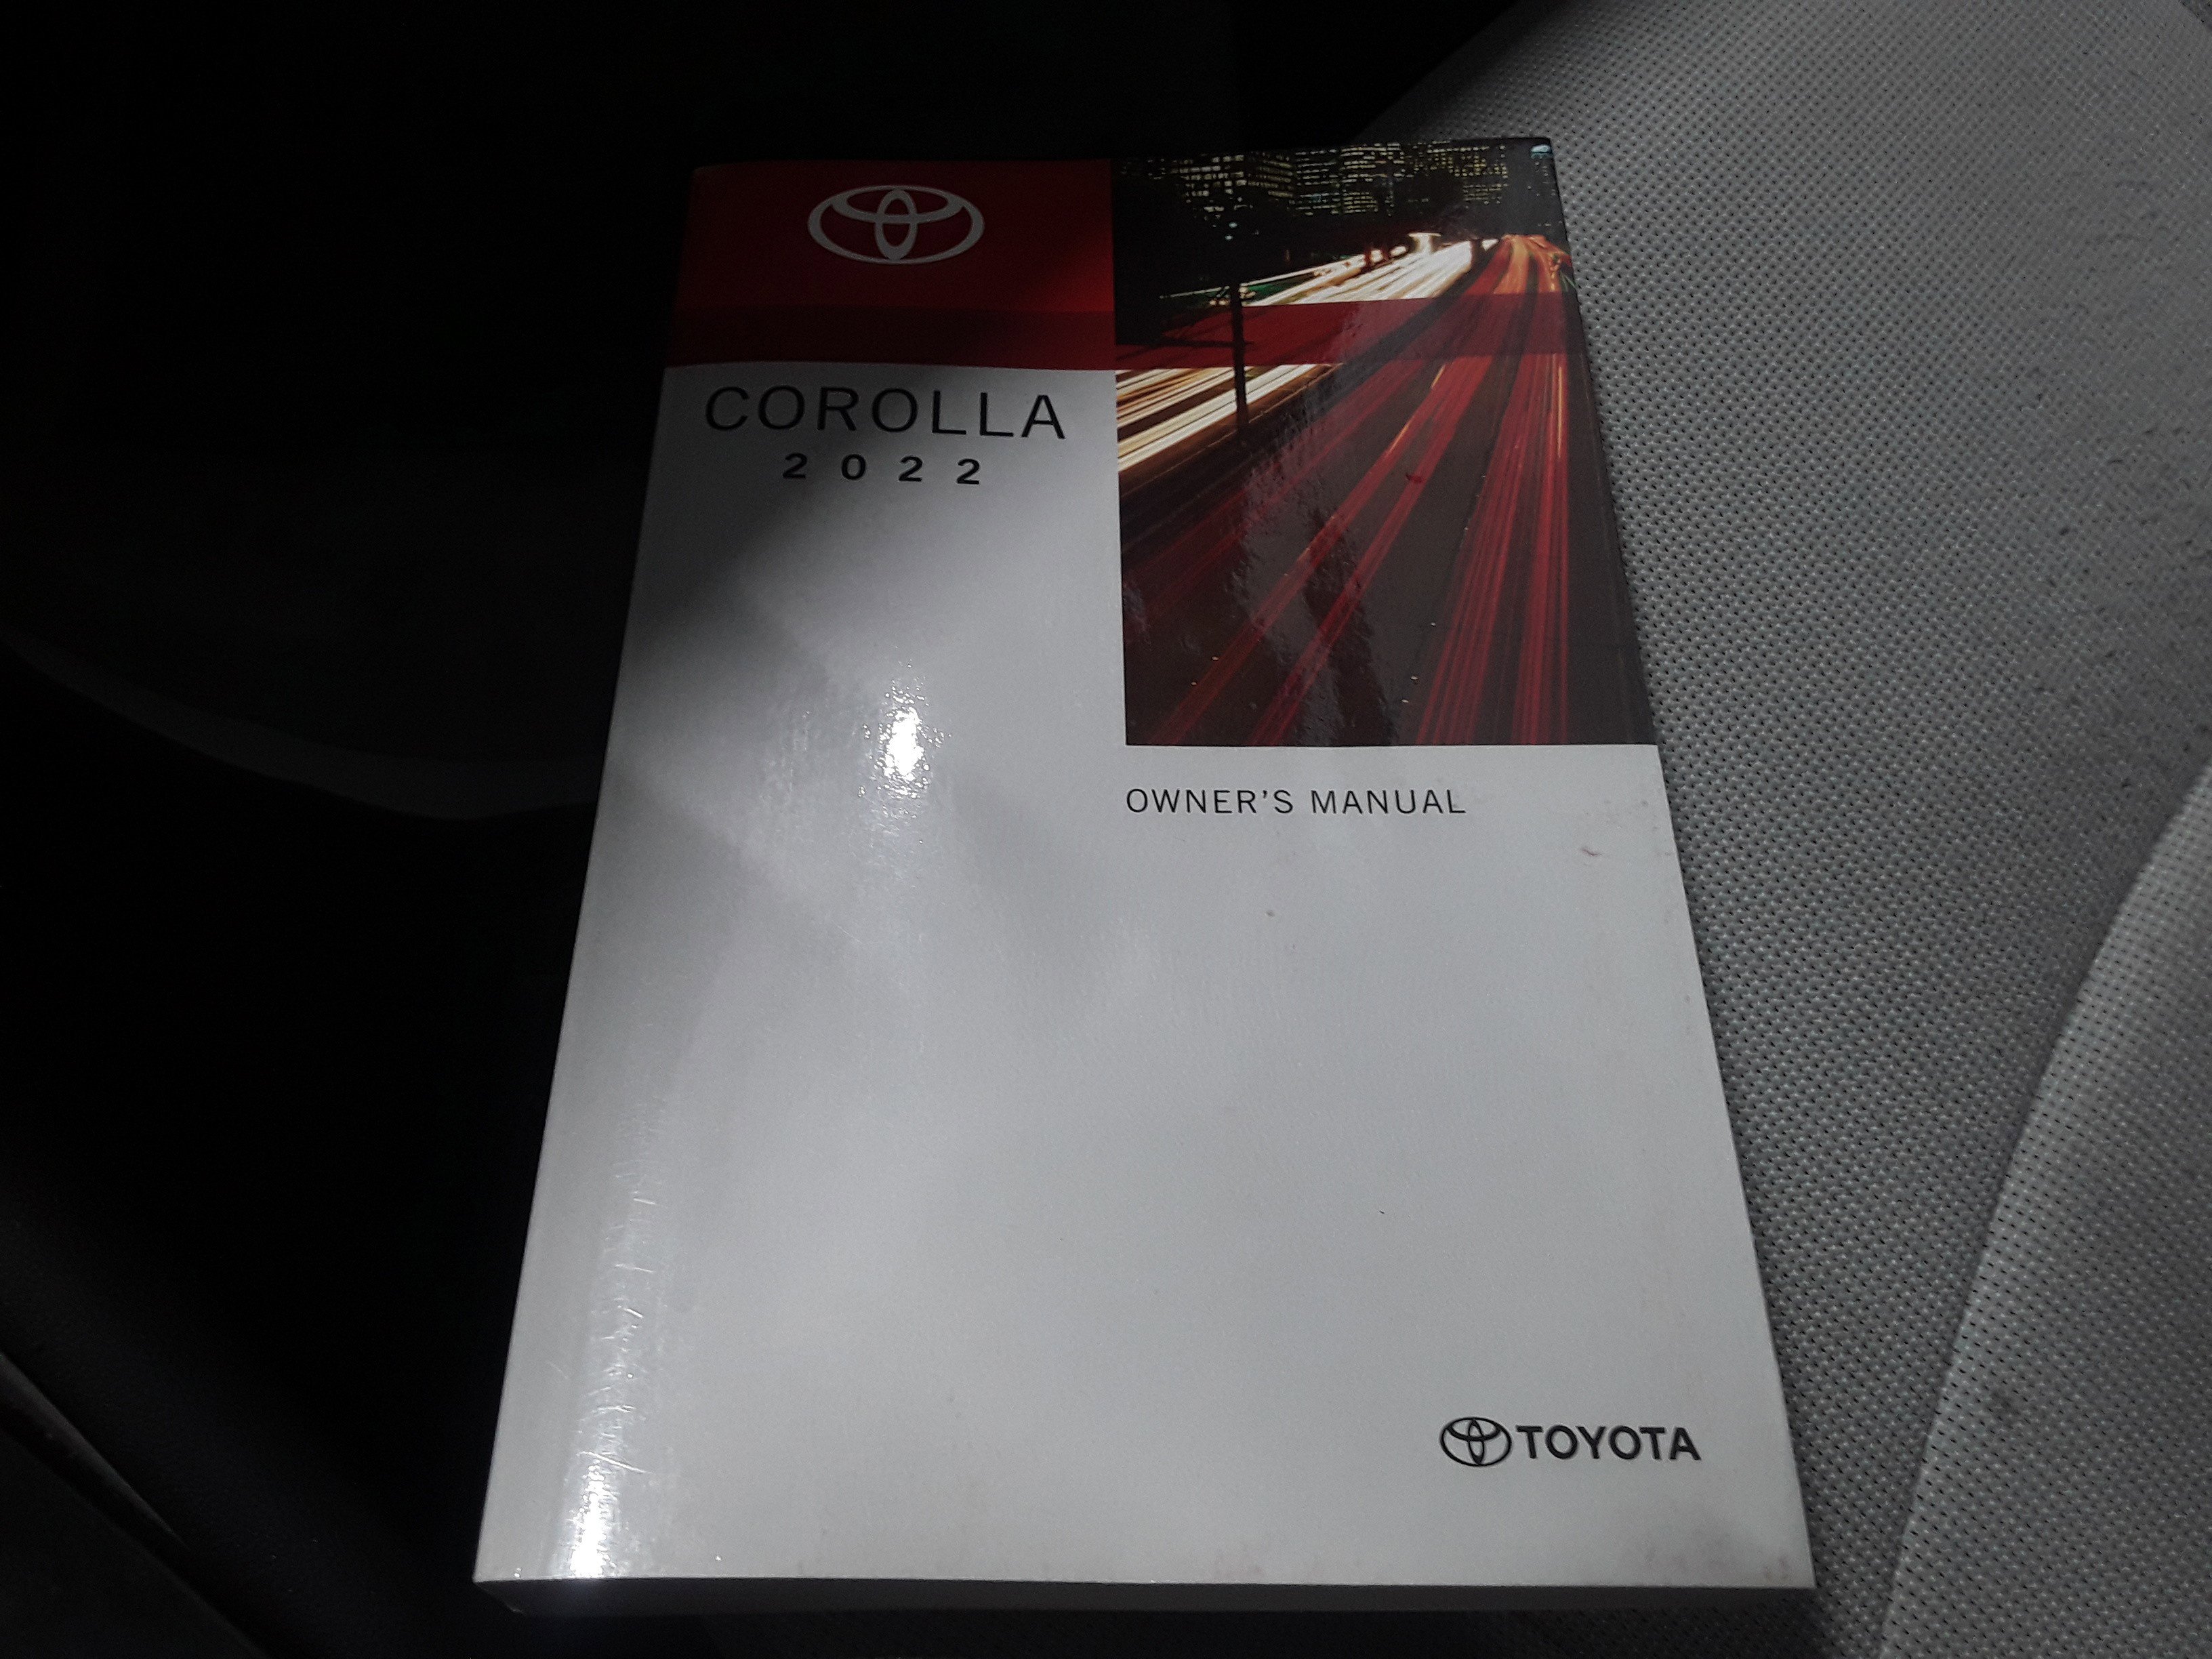 COROLLA
2022
OWNER'S MANUAL
TOYOTA